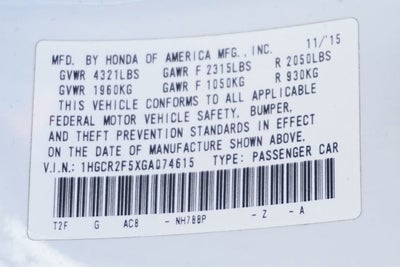 MFD. BY HONDA OF AMERICA MFG., INC. 11/'15
GVWR 4321LBS GAWR F 2315LBS R 2050LBS
GVWR 1960KG GAWR F 1050KG R 930KG
THIS VEHICLE CONFORMS TO ALL APPLICABLE
FEDERAL MOTOR VEHICLE SAFETY, BUMPER,
AND THEFT PREVENTION STANDARDS IN EFFECT
ON THE DATE OF MANUFACTURE SHOWN ABOVE.
V.I.N.: 1HGCR2F5XGA074615 TYPE: PASSENGER CAR
T2F G AC8 - NH788P - Z - A